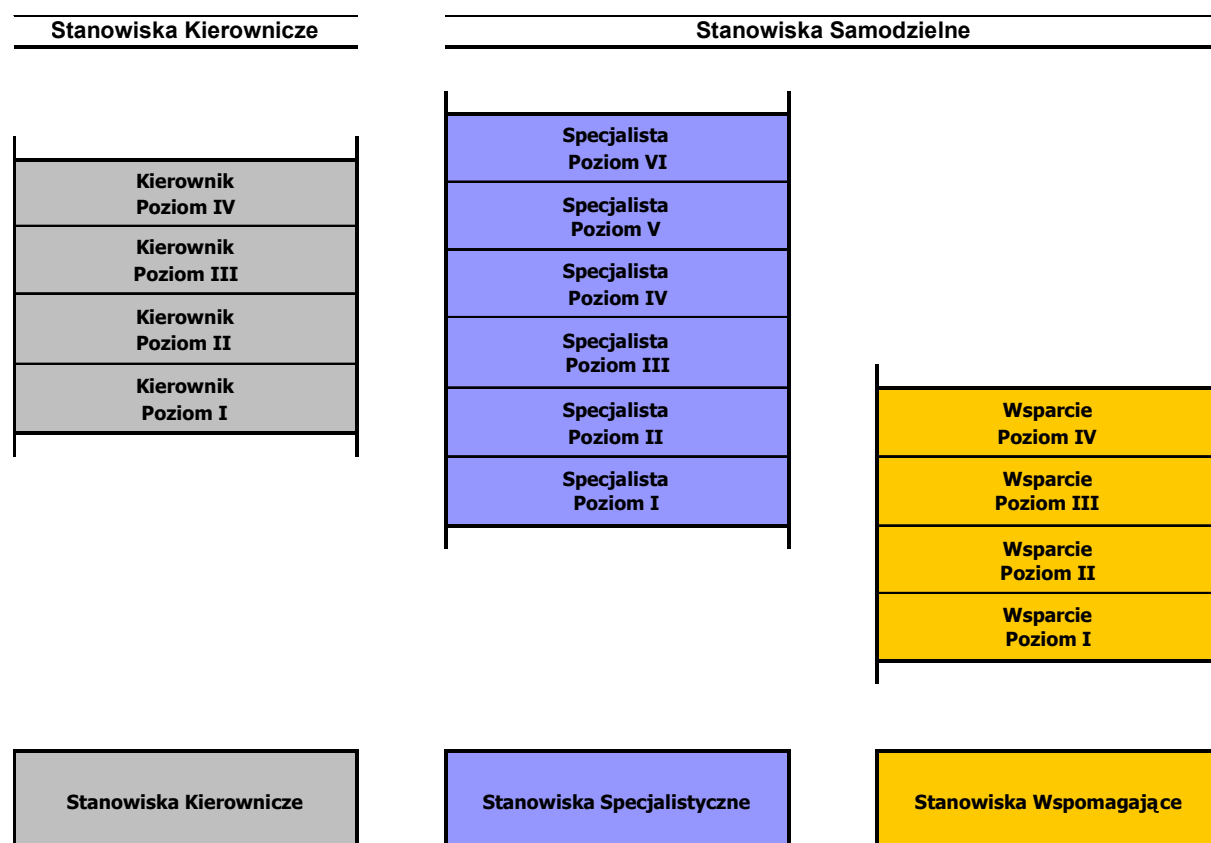 Stanowiska Kierownicze
Stanowiska Samodzielne
Kierownik
Poziom IV
Kierownik
Poziom III
Kierownik
Poziom II
Kierownik
Poziom I
Specjalista
Poziom VI
Specjalista
Poziom V
Specjalista
Poziom IV
Specjalista
Poziom III
Specjalista
Poziom II
Specjalista
Poziom I
Wsparcie
Poziom IV
Wsparcie
Poziom III
Wsparcie
Poziom II
Wsparcie
Poziom I
Stanowiska Kierownicze
Stanowiska Specjalistyczne
Stanowiska Wspomagające